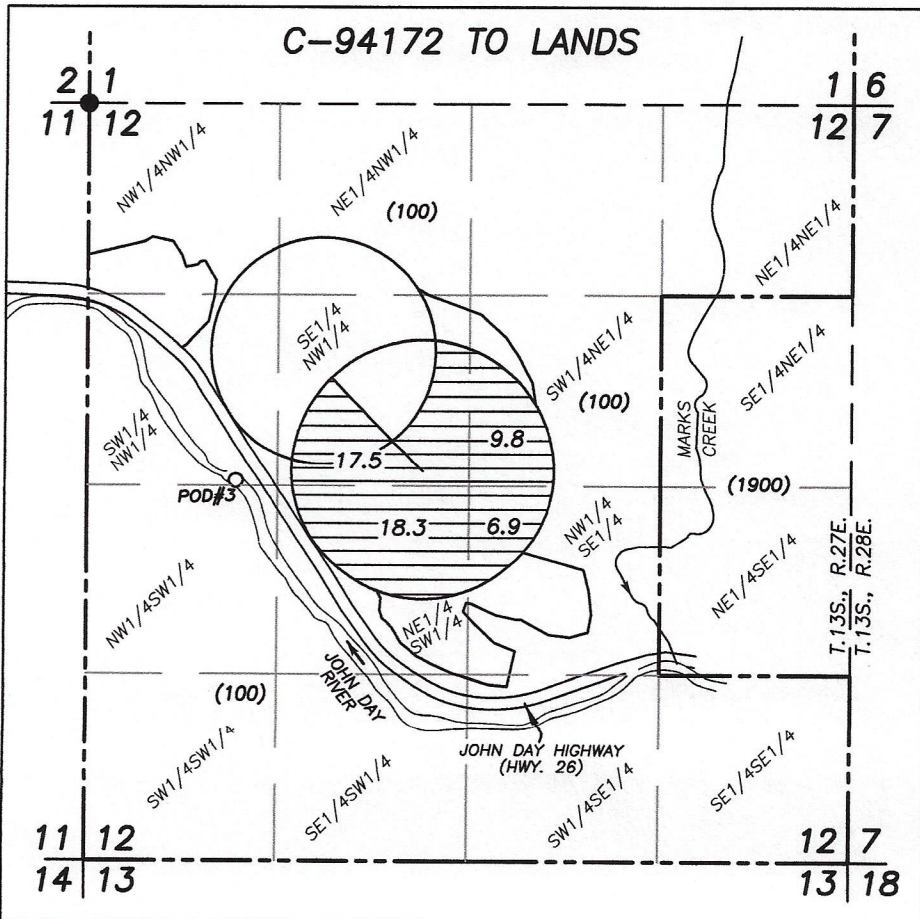 C-94172 TO LANDS
2 1
11 12
1 6
12 7
NW1/4NW1/4
NE1/4NW1/4
(100)
NE1/4NE1/4
SE1/4
NW1/4
SW1/4NE1/4
SE1/4NE1/4
(100)
MARKS
CREEK
SW1/4
NW1/4
9.8
17.5
POD#3
(1900)
18.3
6.9
NW1/4
SE1/4
NW1/4SW1/4
NE1/4
SW1/4
NE1/4SE1/4
T.13S., R.27E.
T.13S., R.28E.
JOHN DAY
RIVER
(100)
JOHN DAY HIGHWAY
(HWY. 26)
SW1/4SW1/4
SE1/4SW1/4
SW1/4SE1/4
SE1/4SE1/4
11 12
14 13
12 7
13 18